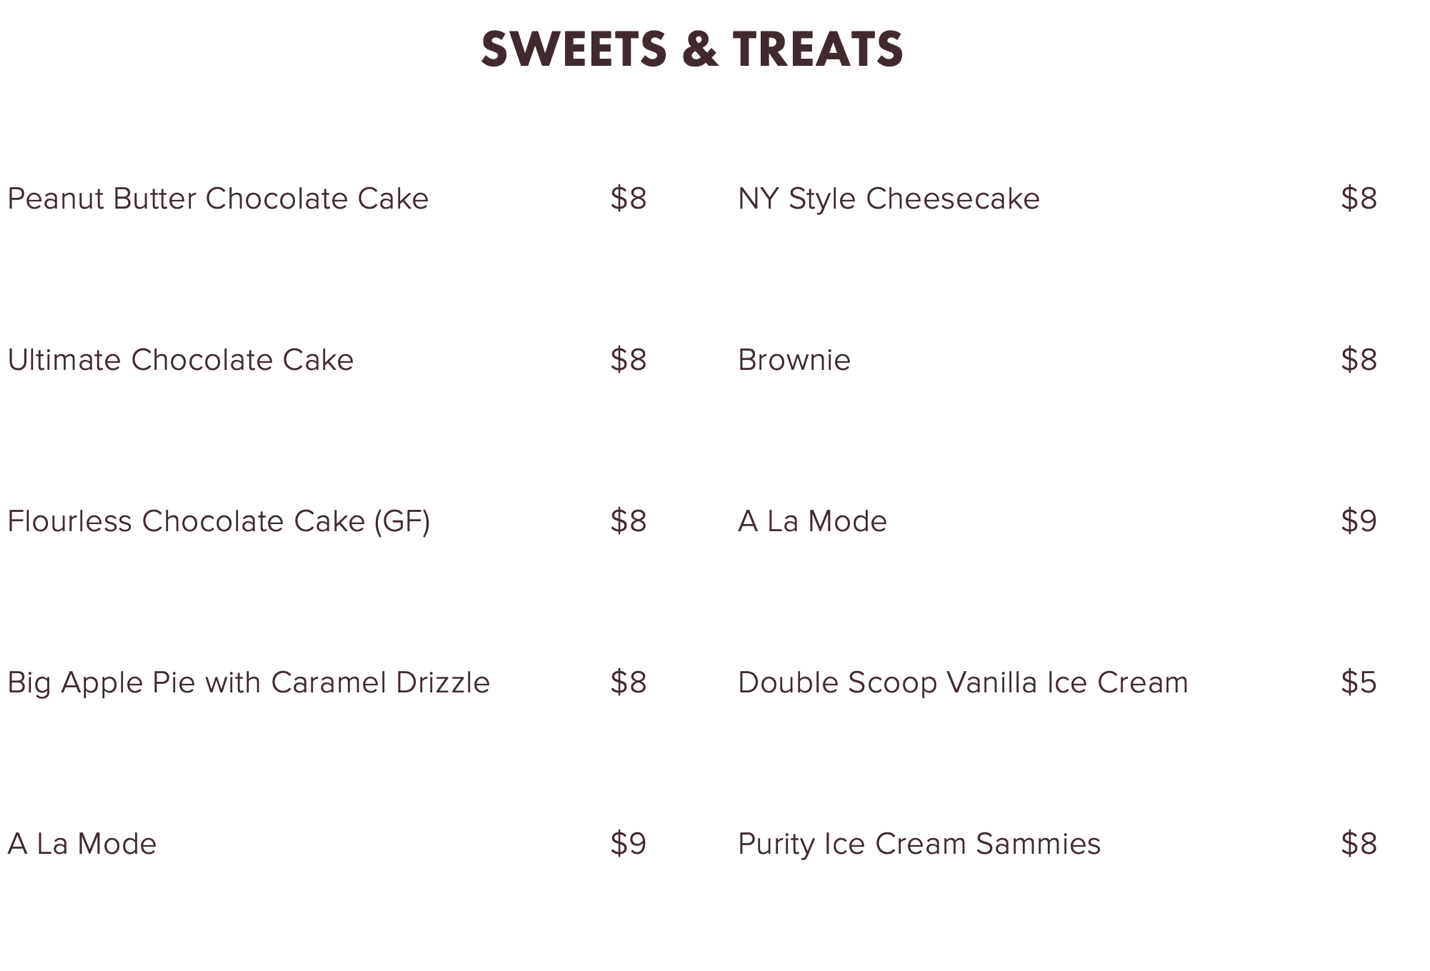 SWEETS & TREATS
Peanut Butter Chocolate Cake $8
Ultimate Chocolate Cake $8
Flourless Chocolate Cake (GF) $8
Big Apple Pie with Caramel Drizzle $8
A La Mode $9
NY Style Cheesecake $8
Brownie $8
A La Mode $9
Double Scoop Vanilla Ice Cream $5
Purity Ice Cream Sammies $8